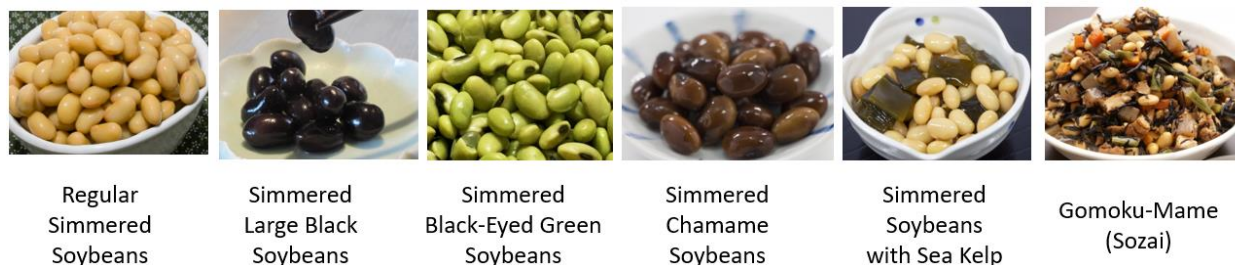 Regular
Simmered
Soybeans
Simmered
Large Black
Soybeans
Simmered
Black-Eyed Green
Soybeans
Simmered
Chamame
Soybeans
Simmered
Soybeans
with Sea Kelp
Gomoku-Mame
(Sozai)